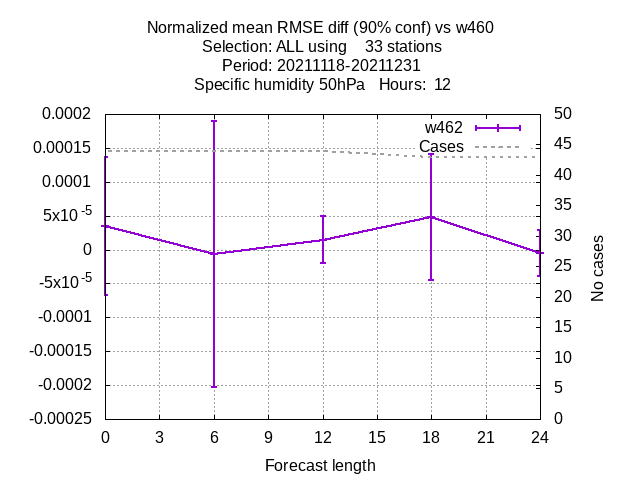 Normalized mean RMSE diff (90% conf) vs w460
Selection: ALL using    33 stations
Period: 20211118-20211231
Specific humidity 50hPa   Hours:  12
0.0002
0.00015
0.0001
5x10⁻⁵
0
-5x10⁻⁵
-0.0001
-0.00015
-0.0002
-0.00025
w462
Cases
50
45
40
35
30
25
20
15
10
5
0
No cases
0 3 6 9 12 15 18 21 24
Forecast length